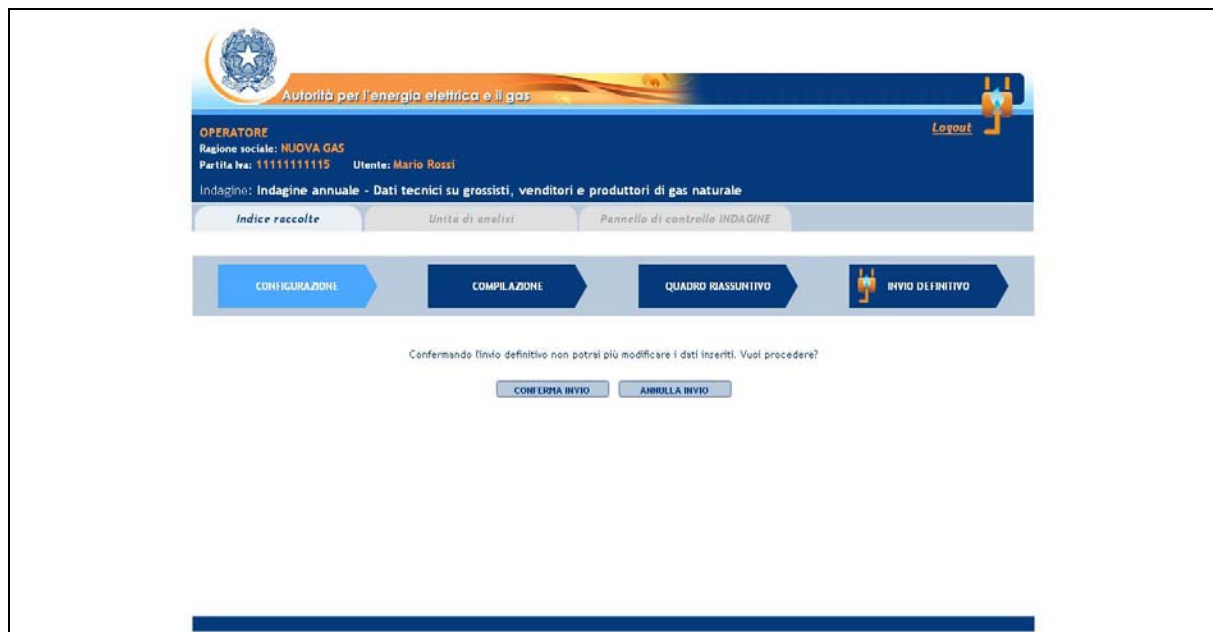 Autorità per l'energia elettrica e il gas
Logout
OPERATORE
Ragione sociale: NUOVA GAS
Partita Iva: 11111111115 Utente: Mario Rossi
Indagine: Indagine annuale - Dati tecnici su grossisti, venditori e produttori di gas naturale
Indice raccolte Unita di analisi Pannello di controllo INDAGINE
CONFIGURAZIONE COMPILAZIONE QUADRO RIASSUNTIVO INVIO DEFINITIVO
Confermando l'invio definitivo non potrai più modificare i dati inseriti. Vuoi procedere?
CONFERMA INVIO ANNULLA INVIO